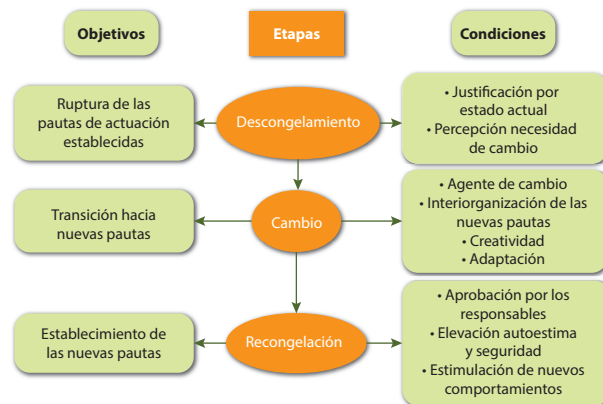 Objetivos
Etapas
Condiciones
Ruptura de las
pautas de actuación
establecidas
Descongelamiento
• Justificación por
estado actual
• Percepción necesidad
de cambio
Transición hacia
nuevas pautas
Cambio
• Agente de cambio
• Interiorganización de las
nuevas pautas
• Creatividad
• Adaptación
Establecimiento de
las nuevas pautas
Recongelación
• Aprobación por los
responsables
• Elevación autoestima
y seguridad
• Estimulación de nuevos
comportamientos